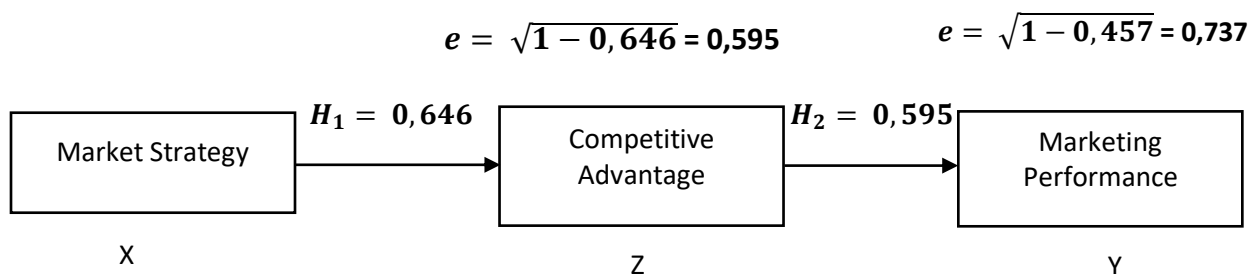 e = √1 − 0,646 = 0,595
e = √1 − 0,457 = 0,737
Market Strategy
H₁ = 0,646
Competitive
Advantage
H₂ = 0,595
Marketing
Performance
X
Z
Y